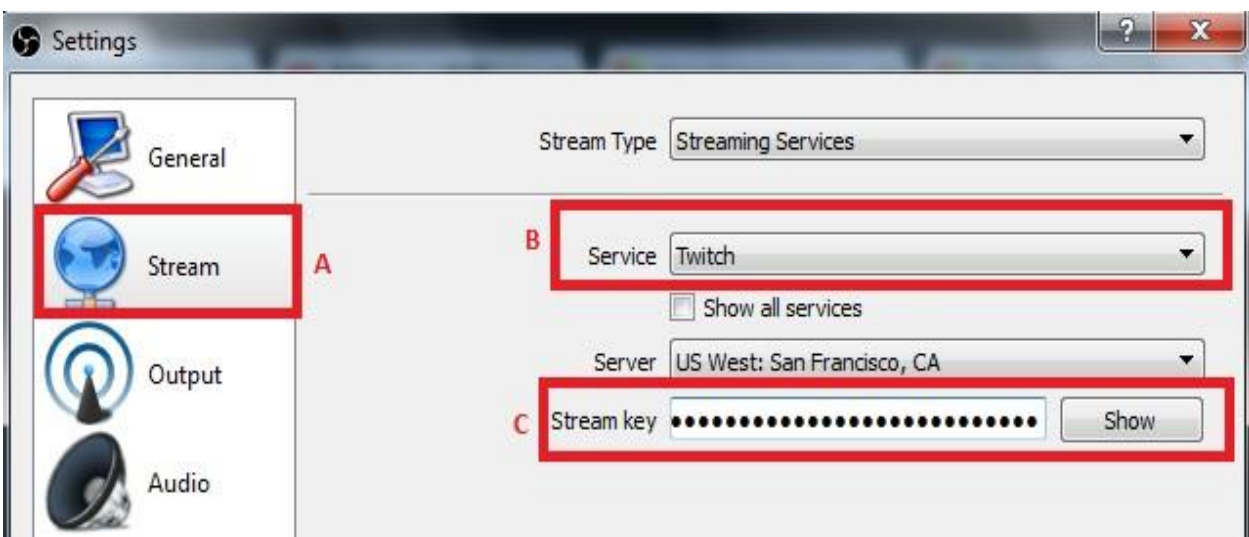 Settings
?
X
General
Stream Type Streaming Services
Stream
A
B
Service Twitch
Show all services
Output
Server US West: San Francisco, CA
C
Stream key ●●●●●●●●●●●●●●●●●●●●●●●●●●● Show
Audio